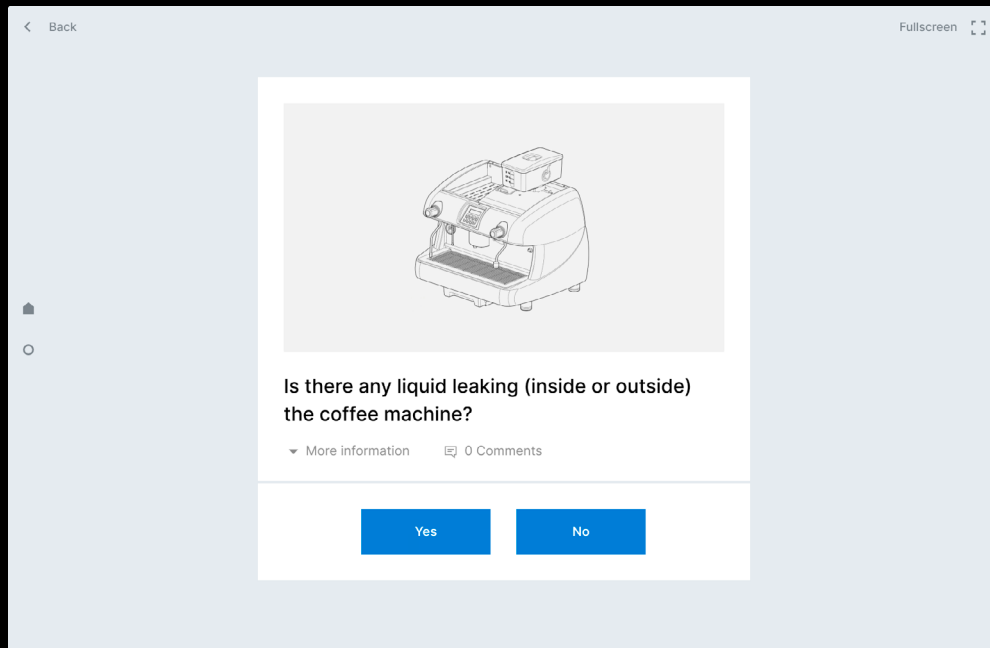 Back
Fullscreen
Is there any liquid leaking (inside or outside)
the coffee machine?
More information
0 Comments
Yes
No